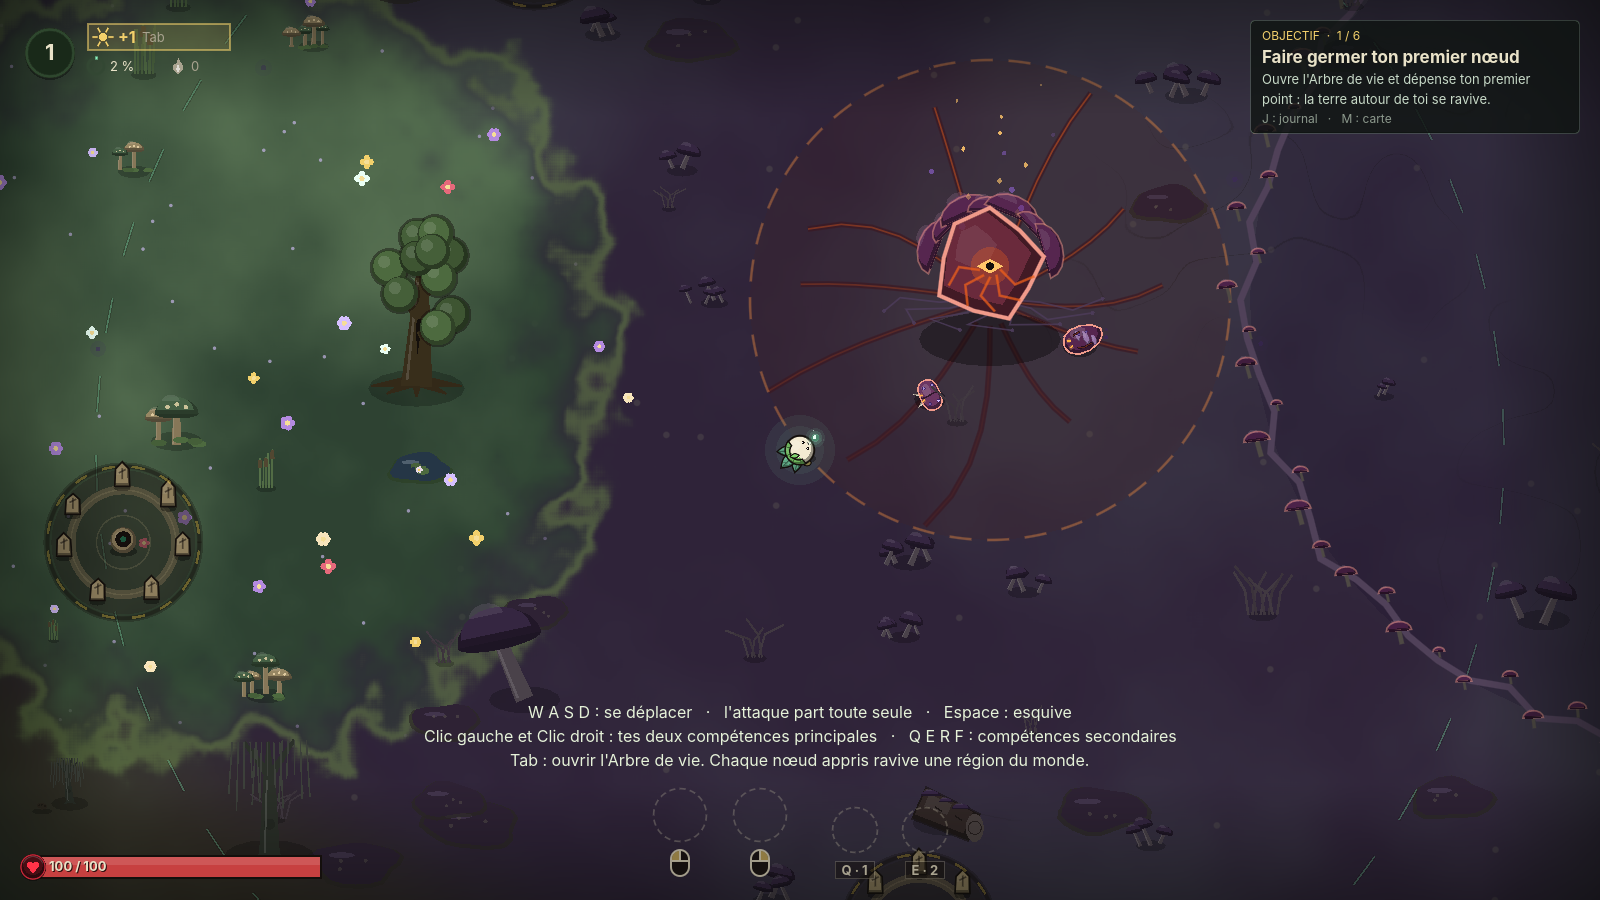 1
+1 Tab
2 % 0
OBJECTIF · 1 / 6
Faire germer ton premier nœud
Ouvre l'Arbre de vie et dépense ton premier
point : la terre autour de toi se ravive.
J : journal · M : carte
W A S D : se déplacer · l'attaque part toute seule · Espace : esquive
Clic gauche et Clic droit : tes deux compétences principales · Q E R F : compétences secondaires
Tab : ouvrir l'Arbre de vie. Chaque nœud appris ravive une région du monde.
100 / 100
Q · 1
E · 2